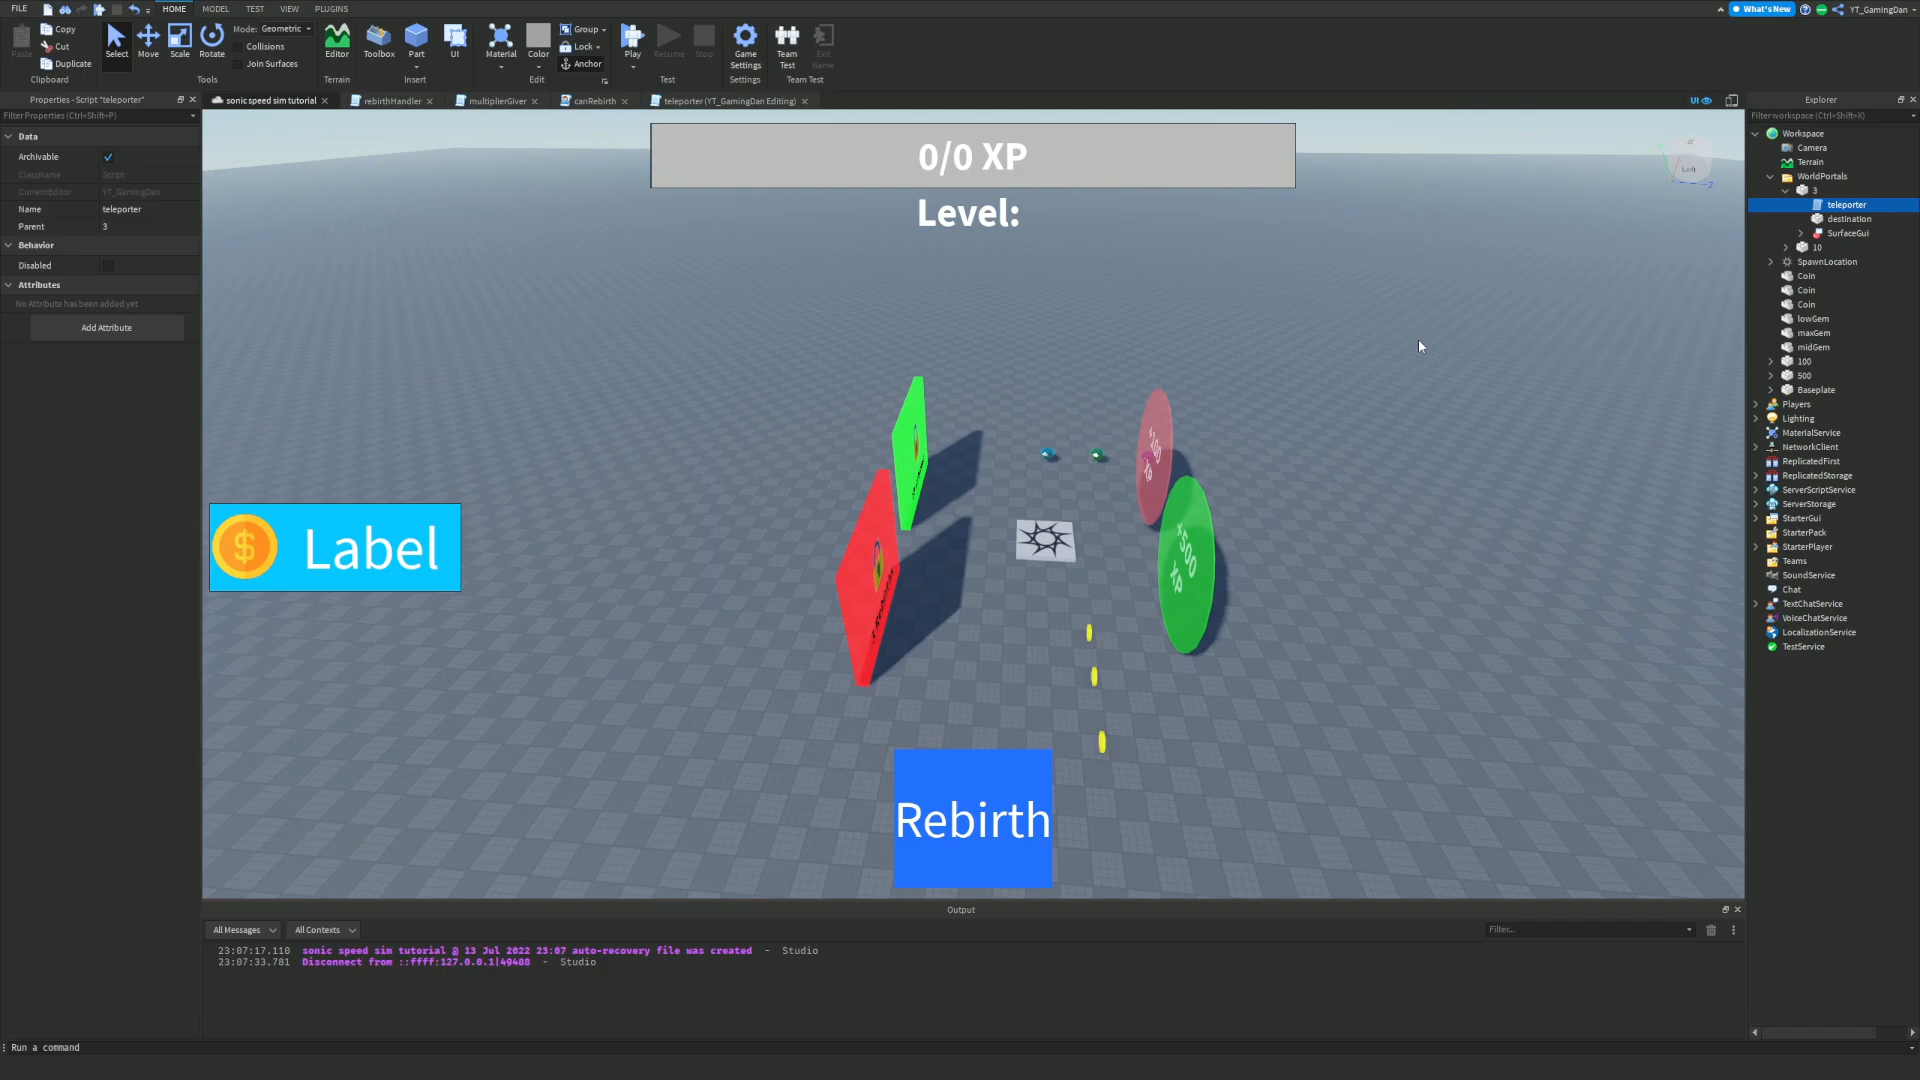 FILE
HOME
MODEL
TEST
VIEW
PLUGINS
What's New
YT_GamingDan
Paste
Copy
Cut
Duplicate
Clipboard
Select
Move
Scale
Rotate
Mode: Geometric
Collisions
Join Surfaces
Tools
Editor
Terrain
Toolbox
Part
UI
Insert
Material
Color
Group
Lock
Anchor
Edit
Play
Resume
Stop
Test
Game
Settings
Settings
Team
Test
Exit
Game
Team Test
Properties - Script "teleporter"
Filter Properties (Ctrl+Shift+P)
Data
Archivable
ClassName Script
CurrentEditor YT_GamingDan
Name teleporter
Parent 3
Behavior
Disabled
Attributes
No Attribute has been added yet
Add Attribute
sonic speed sim tutorial
rebirthHandler
multiplierGiver
canRebirth
teleporter (YT_GamingDan Editing)
UI
0/0 XP
Level:
Left
Label
+500
XP
Rebirth
Explorer
Filter workspace (Ctrl+Shift+X)
Workspace
Camera
Terrain
WorldPortals
3
teleporter
destination
SurfaceGui
10
SpawnLocation
Coin
Coin
Coin
lowGem
maxGem
midGem
100
500
Baseplate
Players
Lighting
MaterialService
NetworkClient
ReplicatedFirst
ReplicatedStorage
ServerScriptService
ServerStorage
StarterGui
StarterPack
StarterPlayer
Teams
SoundService
Chat
TextChatService
VoiceChatService
LocalizationService
TestService
Output
All Messages
All Contexts
Filter...
23:07:17.110 sonic speed sim tutorial @ 13 Jul 2022 23:07 auto-recovery file was created - Studio
23:07:33.781 Disconnect from ::ffff:127.0.0.1|49488 - Studio
Run a command